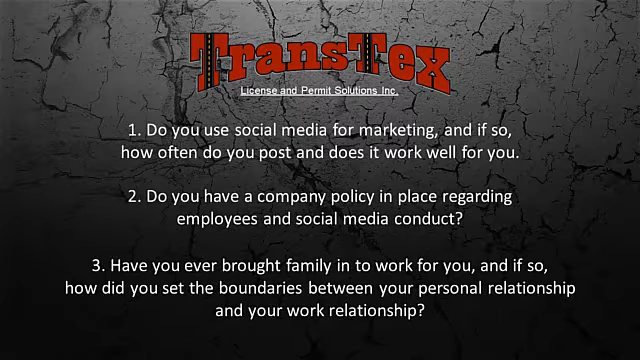 TransTex
License and Permit Solutions Inc.
1. Do you use social media for marketing, and if so,
how often do you post and does it work well for you.
2. Do you have a company policy in place regarding
employees and social media conduct?
3. Have you ever brought family in to work for you, and if so,
how did you set the boundaries between your personal relationship
and your work relationship?